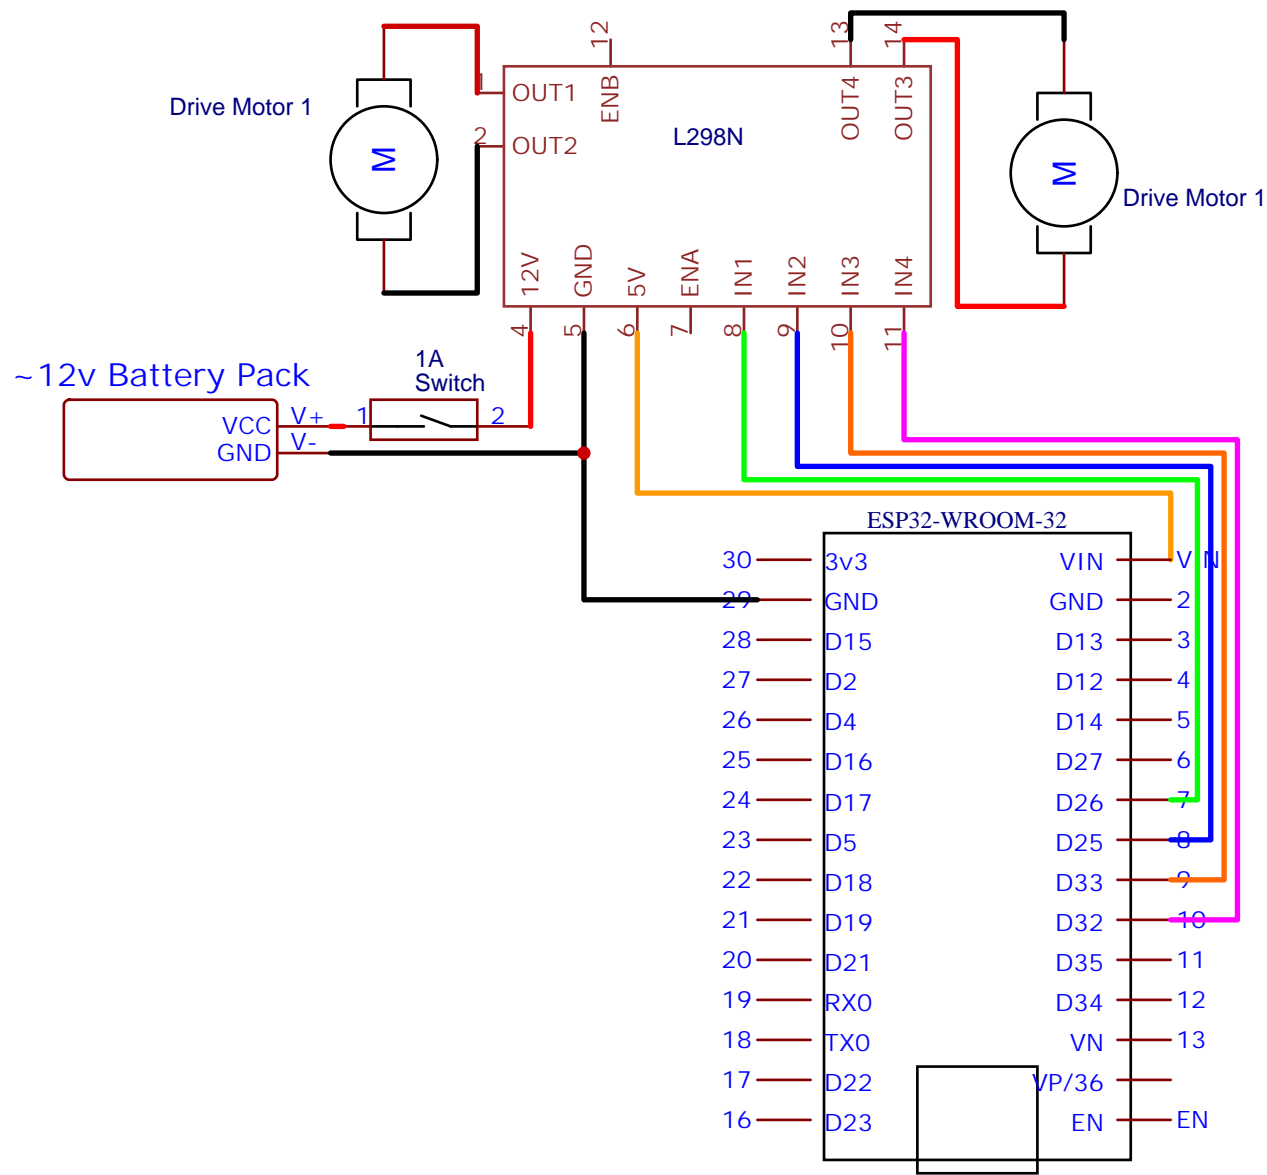 Drive Motor 1
M
1
OUT1
2
OUT2
12
ENB
L298N
13
OUT4
14
OUT3
M
Drive Motor 1
12V
GND
5V
ENA
IN1
IN2
IN3
IN4
4
5
6
7
8
9
10
11
~12v Battery Pack
VCC
V+
GND
V-
1A
Switch
1
2
ESP32-WROOM-32
30 3v3 VIN VIN
29 GND GND 2
28 D15 D13 3
27 D2 D12 4
26 D4 D14 5
25 D16 D27 6
24 D17 D26 7
23 D5 D25 8
22 D18 D33 9
21 D19 D32 10
20 D21 D35 11
19 RX0 D34 12
18 TX0 VN 13
17 D22 VP/36
16 D23 EN EN